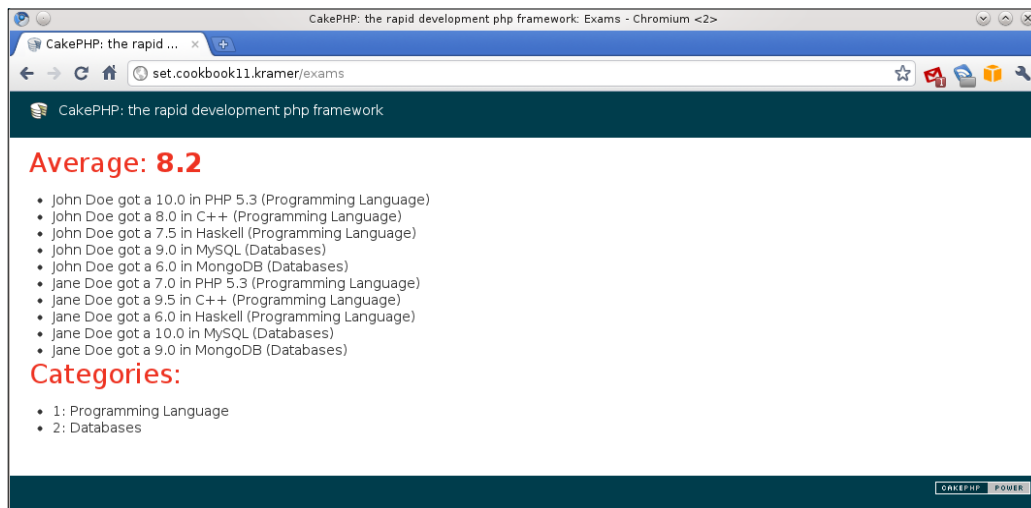 CakePHP: the rapid development php framework: Exams - Chromium <2>
CakePHP: the rapid ...
set.cookbook11.kramer/exams
1
CakePHP: the rapid development php framework
Average: 8.2
John Doe got a 10.0 in PHP 5.3 (Programming Language)
John Doe got a 8.0 in C++ (Programming Language)
John Doe got a 7.5 in Haskell (Programming Language)
John Doe got a 9.0 in MySQL (Databases)
John Doe got a 6.0 in MongoDB (Databases)
Jane Doe got a 7.0 in PHP 5.3 (Programming Language)
Jane Doe got a 9.5 in C++ (Programming Language)
Jane Doe got a 6.0 in Haskell (Programming Language)
Jane Doe got a 10.0 in MySQL (Databases)
Jane Doe got a 9.0 in MongoDB (Databases)
Categories:
1: Programming Language
2: Databases
CAKEPHP POWER